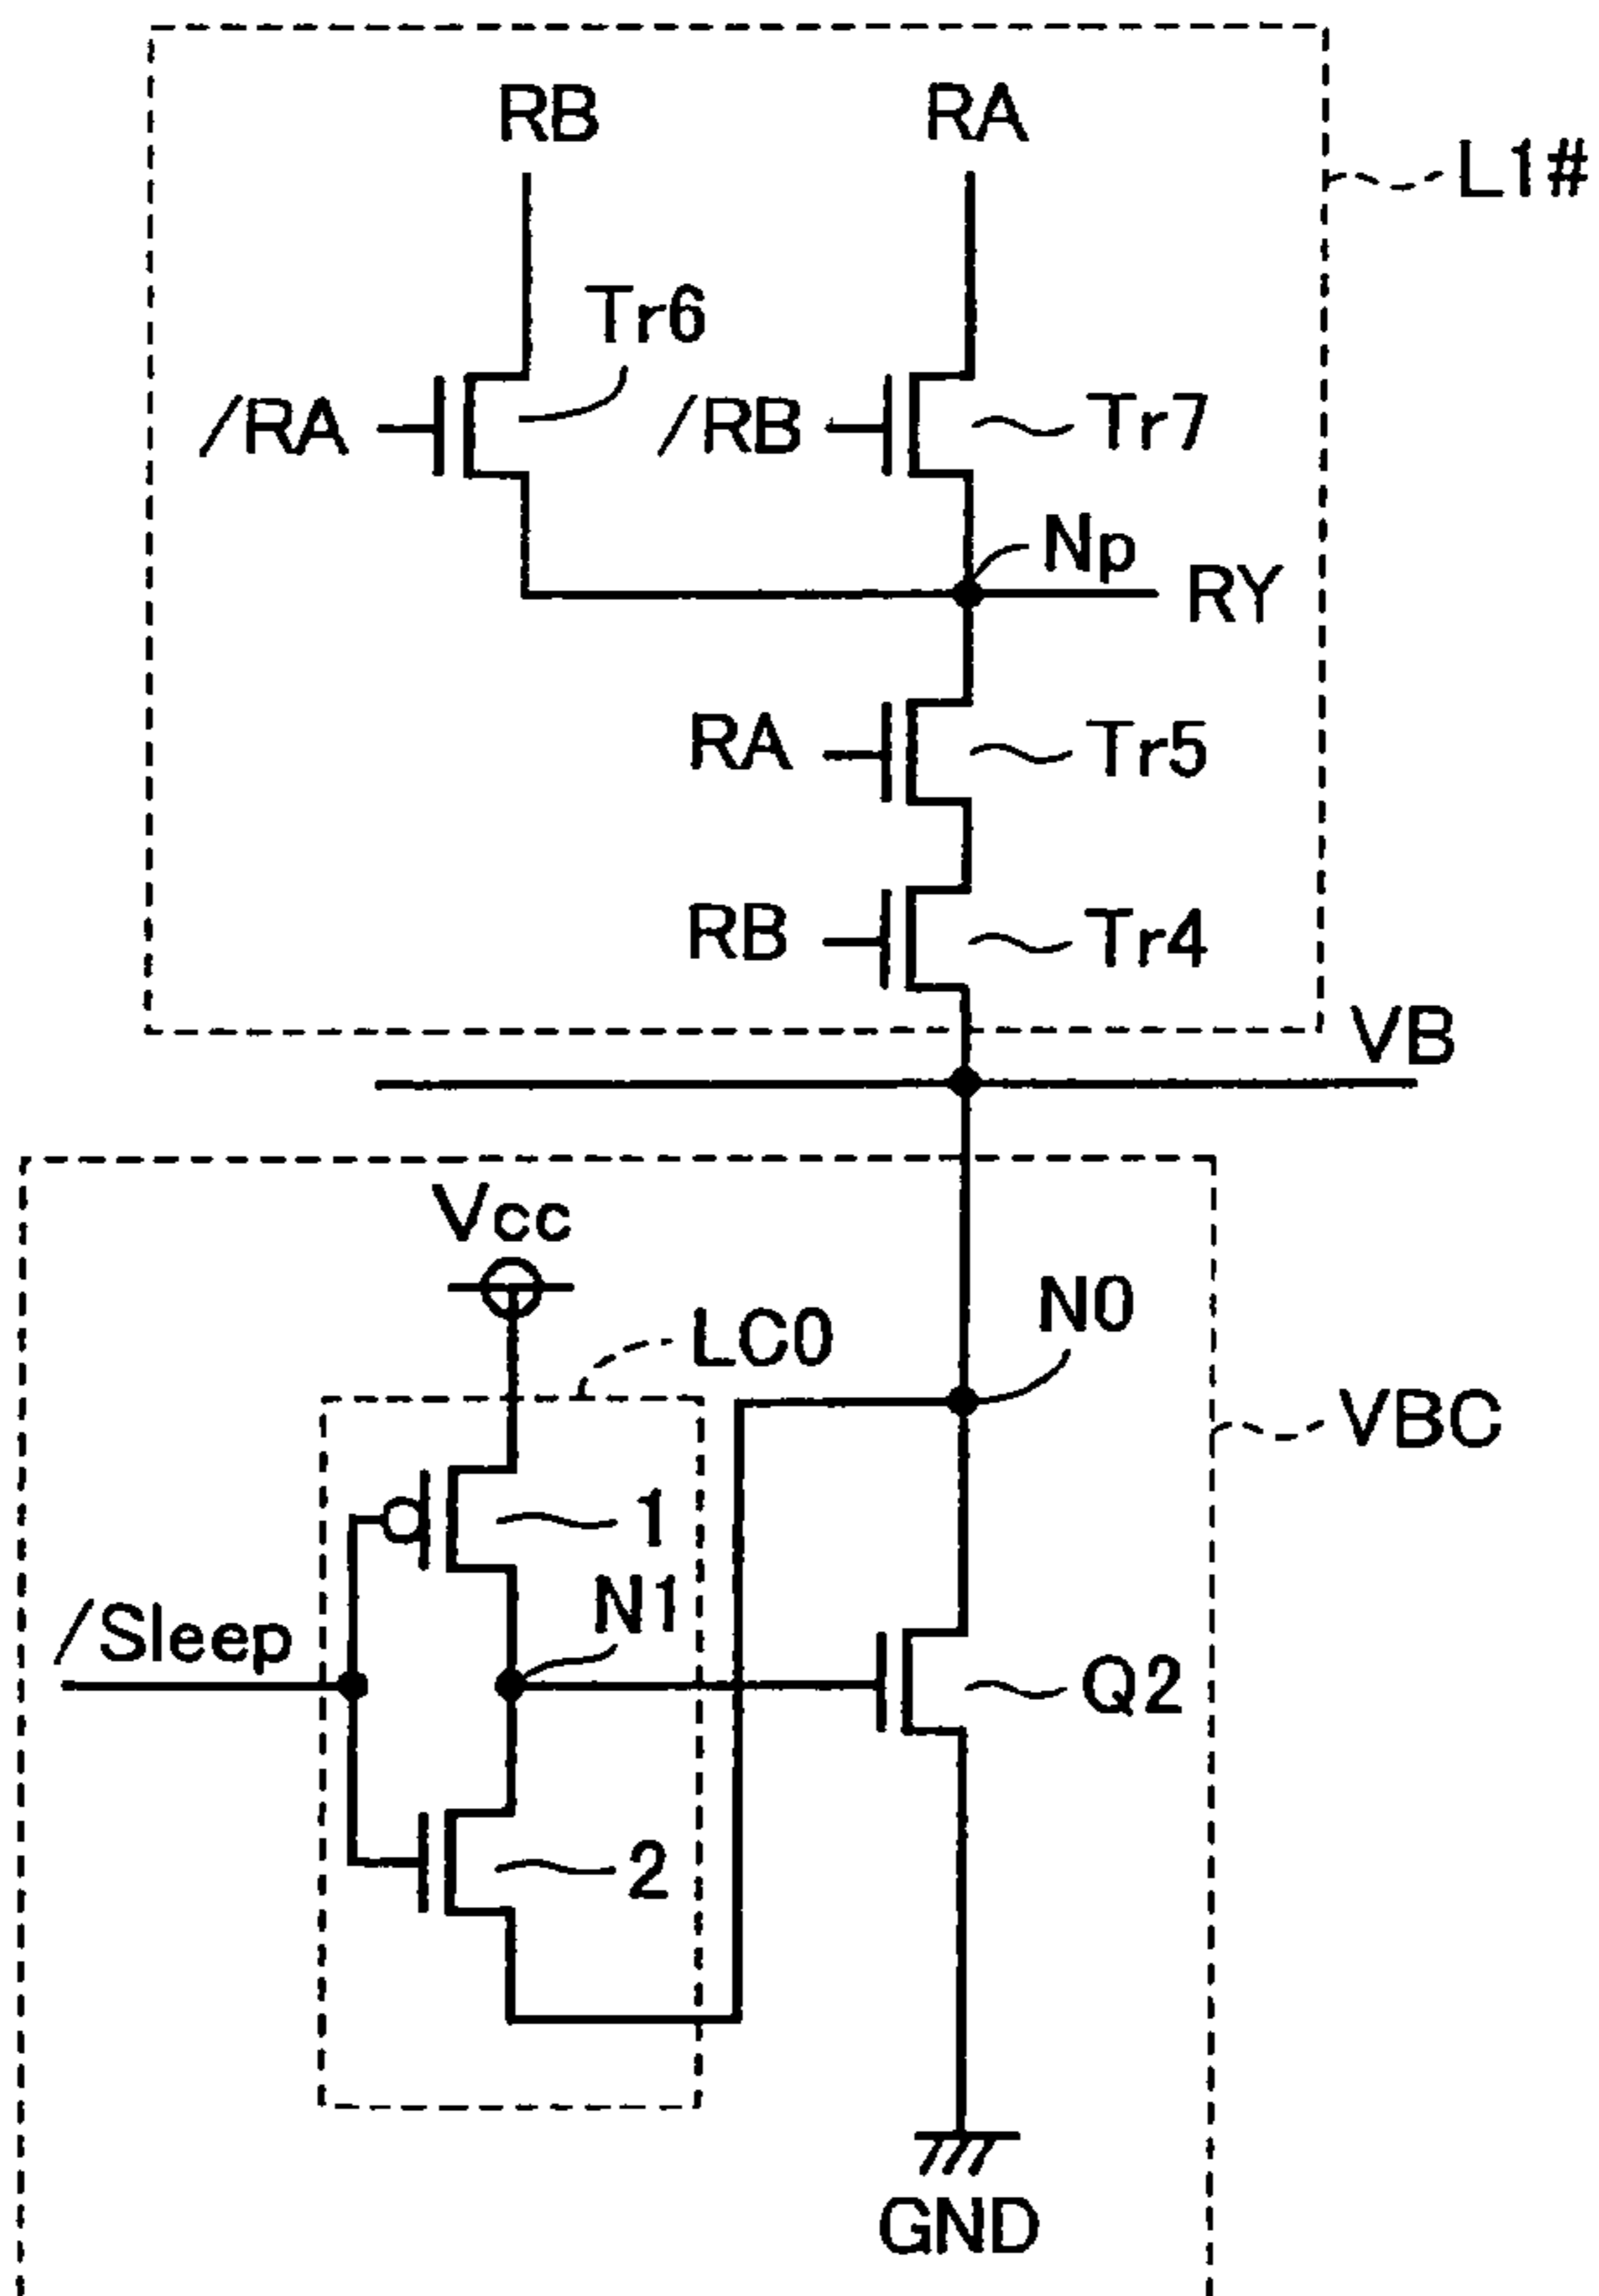 RB
RA
L1#
Tr6
/RA
/RB
Tr7
Np
RY
RA
Tr5
RB
Tr4
VB
Vcc
N0
LC0
VBC
1
N1
/Sleep
Q2
2
GND